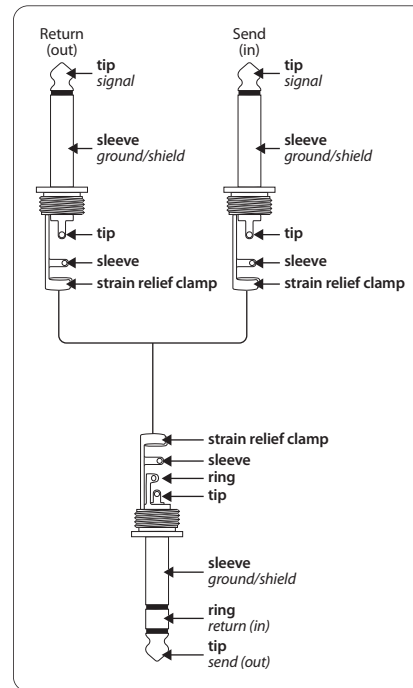 Return
(out)
tip
signal
sleeve
ground/shield
tip
sleeve
strain relief clamp
Send
(in)
tip
signal
sleeve
ground/shield
tip
sleeve
strain relief clamp
strain relief clamp
sleeve
ring
tip
sleeve
ground/shield
ring
return (in)
tip
send (out)